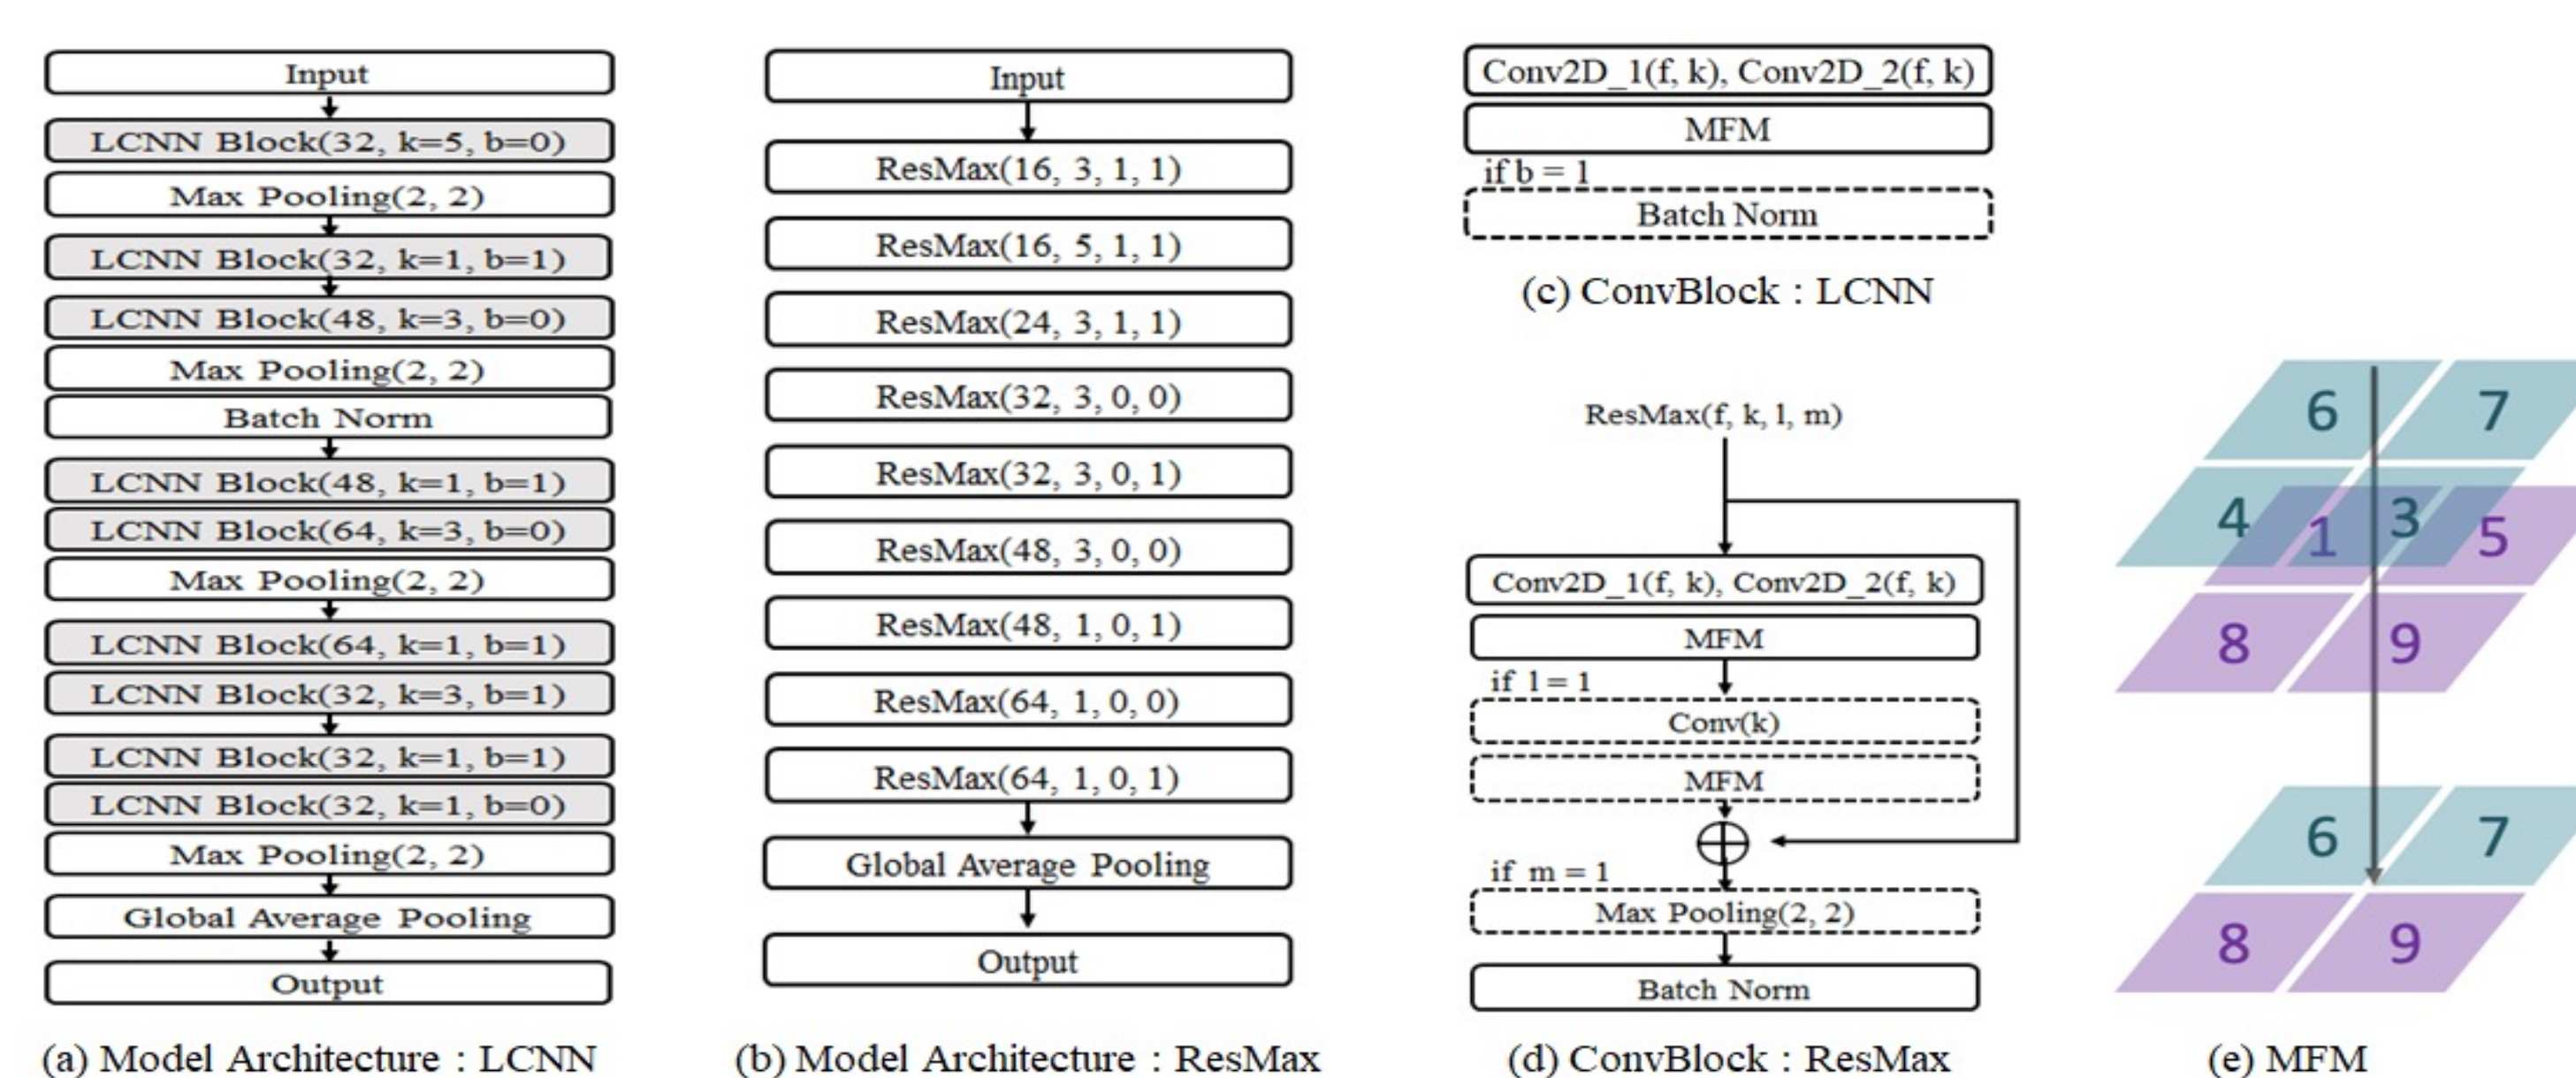 Input
LCNN Block(32, k=5, b=0)
Max Pooling(2, 2)
LCNN Block(32, k=1, b=1)
LCNN Block(48, k=3, b=0)
Max Pooling(2, 2)
Batch Norm
LCNN Block(48, k=1, b=1)
LCNN Block(64, k=3, b=0)
Max Pooling(2, 2)
LCNN Block(64, k=1, b=1)
LCNN Block(32, k=3, b=1)
LCNN Block(32, k=1, b=1)
LCNN Block(32, k=1, b=0)
Max Pooling(2, 2)
Global Average Pooling
Output
(a) Model Architecture : LCNN
Input
ResMax(16, 3, 1, 1)
ResMax(16, 5, 1, 1)
ResMax(24, 3, 1, 1)
ResMax(32, 3, 0, 0)
ResMax(32, 3, 0, 1)
ResMax(48, 3, 0, 0)
ResMax(48, 1, 0, 1)
ResMax(64, 1, 0, 0)
ResMax(64, 1, 0, 1)
Global Average Pooling
Output
(b) Model Architecture : ResMax
Conv2D_1(f, k), Conv2D_2(f, k)
MFM
if b = 1
Batch Norm
(c) ConvBlock : LCNN
ResMax(f, k, l, m)
Conv2D_1(f, k), Conv2D_2(f, k)
MFM
if l = 1
Conv(k)
MFM
if m = 1
Max Pooling(2, 2)
Batch Norm
(d) ConvBlock : ResMax
6 7
4 3
1 5
8 9
6 7
8 9
(e) MFM